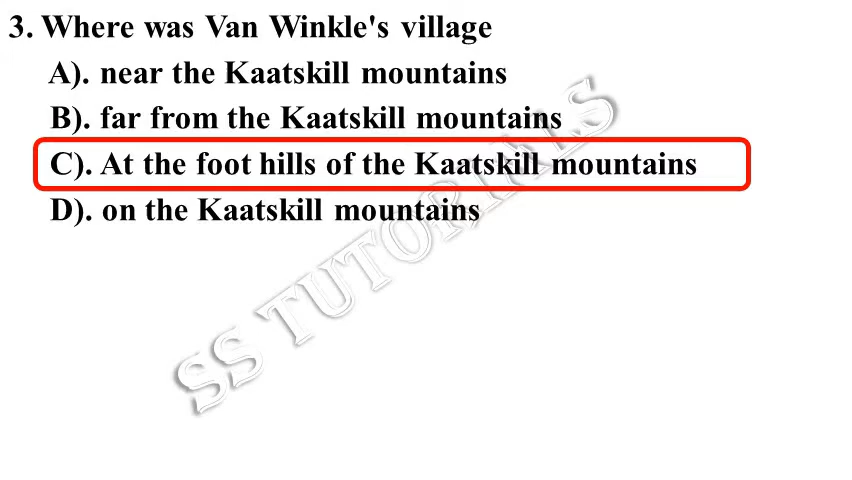 3. Where was Van Winkle's village
A). near the Kaatskill mountains
B). far from the Kaatskill mountains
C). At the foot hills of the Kaatskill mountains
D). on the Kaatskill mountains
SS TUTORIALS